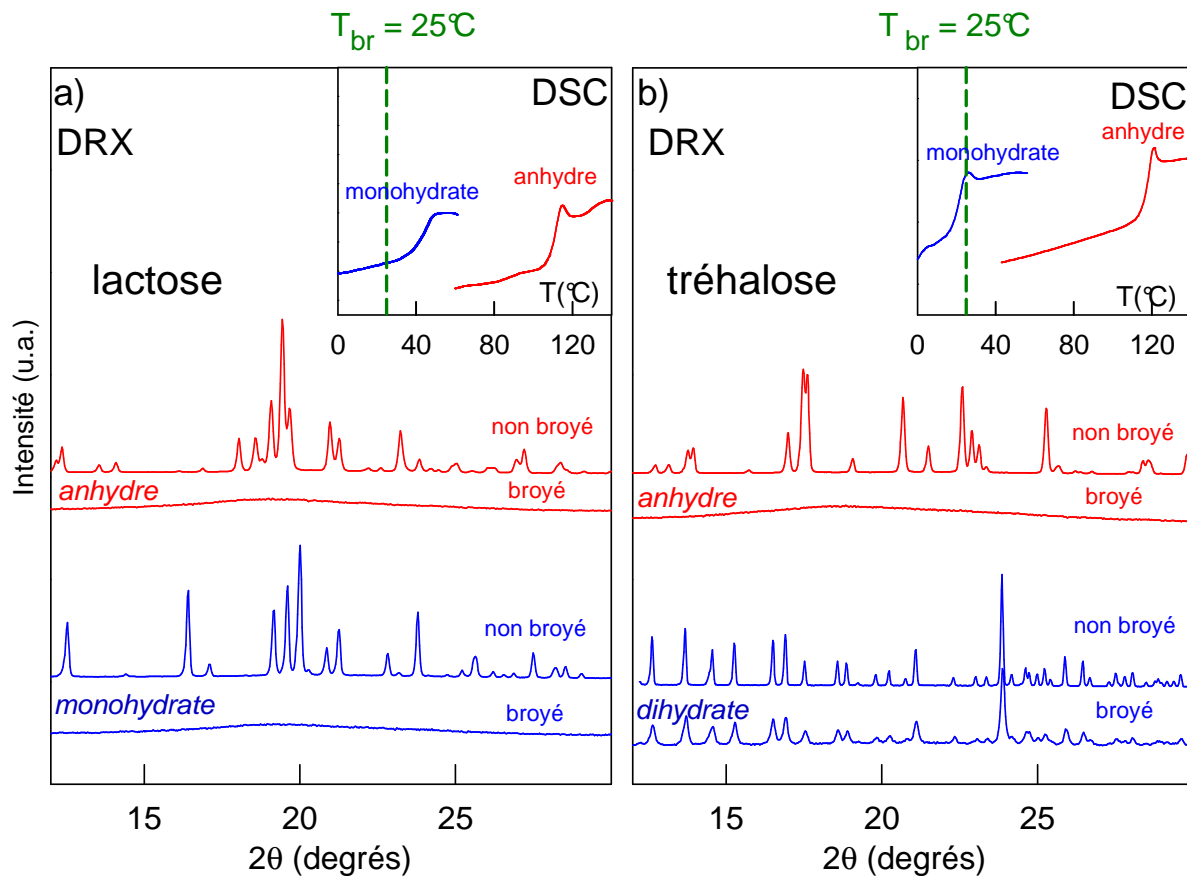 T_br = 25°C
T_br = 25°C
a)
DRX
DSC
monohydrate
anhydre
lactose
T(°C)
0 40 80 120
non broyé
anhydre
broyé
non broyé
monohydrate
broyé
15 20 25
2θ (degrés)
Intensité (u.a.)
b)
DRX
DSC
anhydre
monohydrate
tréhalose
T(°C)
0 40 80 120
non broyé
anhydre
broyé
non broyé
dihydrate
broyé
15 20 25
2θ (degrés)